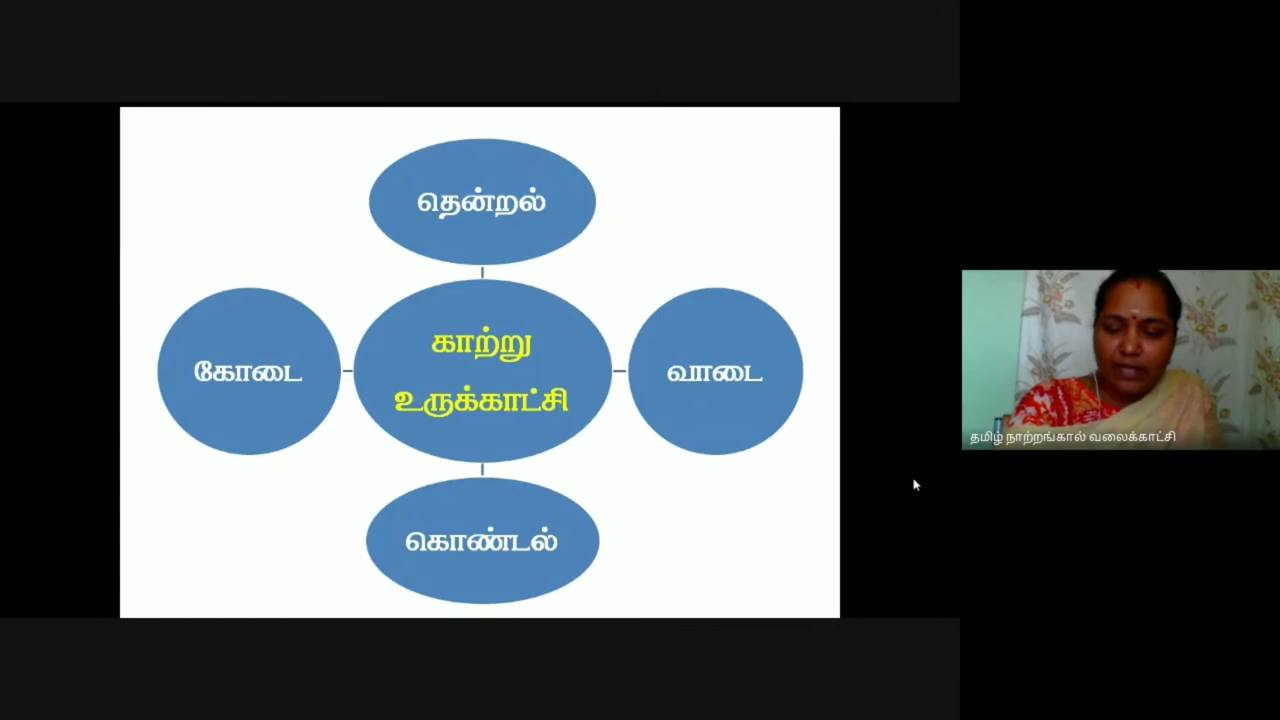 தென்றல்
கோடை
காற்று
உருக்காட்சி
வாடை
கொண்டல்
தமிழ் நாற்றங்கால் வலைக்காட்சி